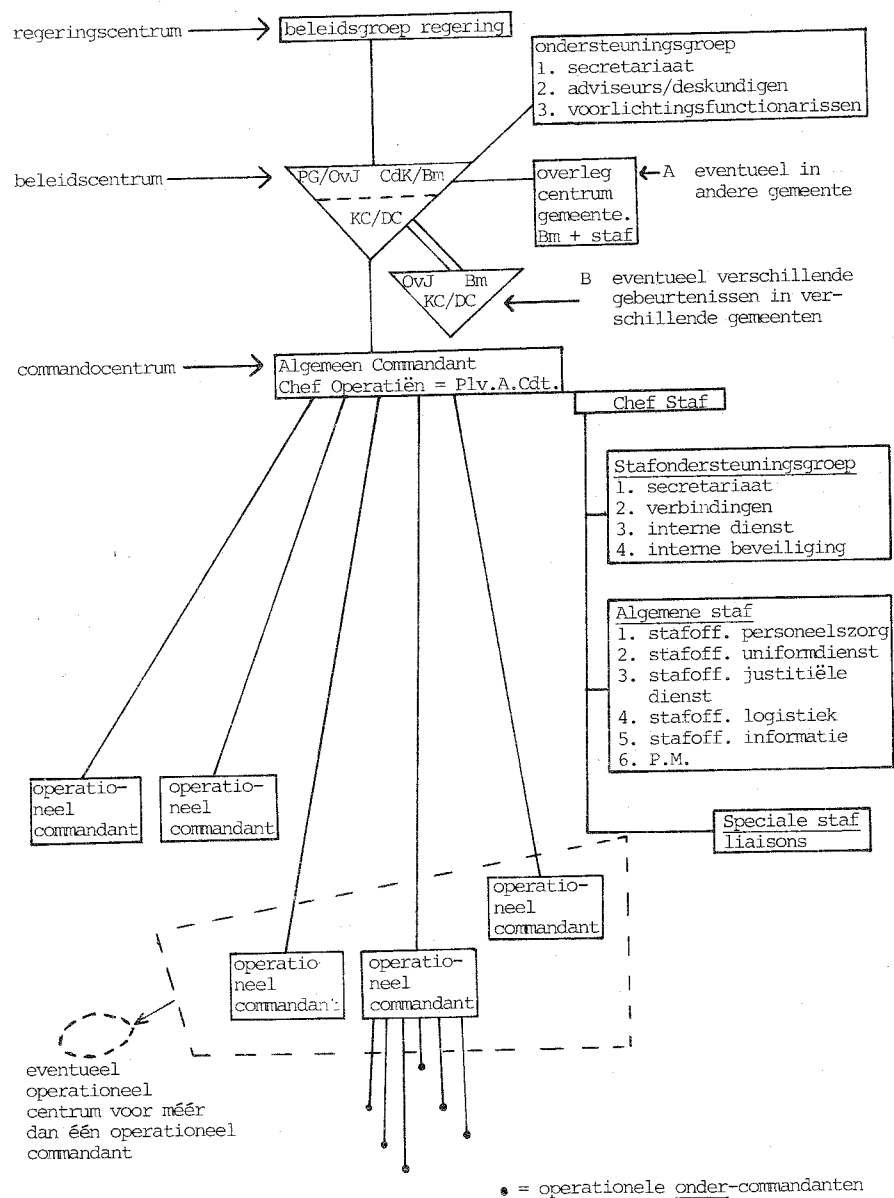 regeringscentrum
beleidsgroep regering
ondersteuningsgroep
1. secretariaat
2. adviseurs/deskundigen
3. voorlichtingsfunctionarissen
beleidscentrum
PG/OvJ CdK/Bm
KC/DC
overleg
centrum
gemeente.
Bm + staf
A eventueel in
andere gemeente
OvJ Bm
KC/DC
B eventueel verschillende
gebeurtenissen in ver-
schillende gemeenten
commandocentrum
Algemeen Commandant
Chef Operatiën = Plv.A.Cdt.
Chef Staf
Stafondersteuningsgroep
1. secretariaat
2. verbindingen
3. interne dienst
4. interne beveiliging
Algemene staf
1. stafoff. personeelszorg
2. stafoff. uniformdienst
3. stafoff. justitiële
dienst
4. stafoff. logistiek
5. stafoff. informatie
6. P.M.
Speciale staf
liaisons
operatio-
neel
commandant
operatio-
neel
commandant
operatio-
neel
commandant
operatio-
neel
commandant
operatio-
neel
commandant
eventueel
operationeel
centrum voor méér
dan één operationeel
commandant
= operationele onder-commandanten